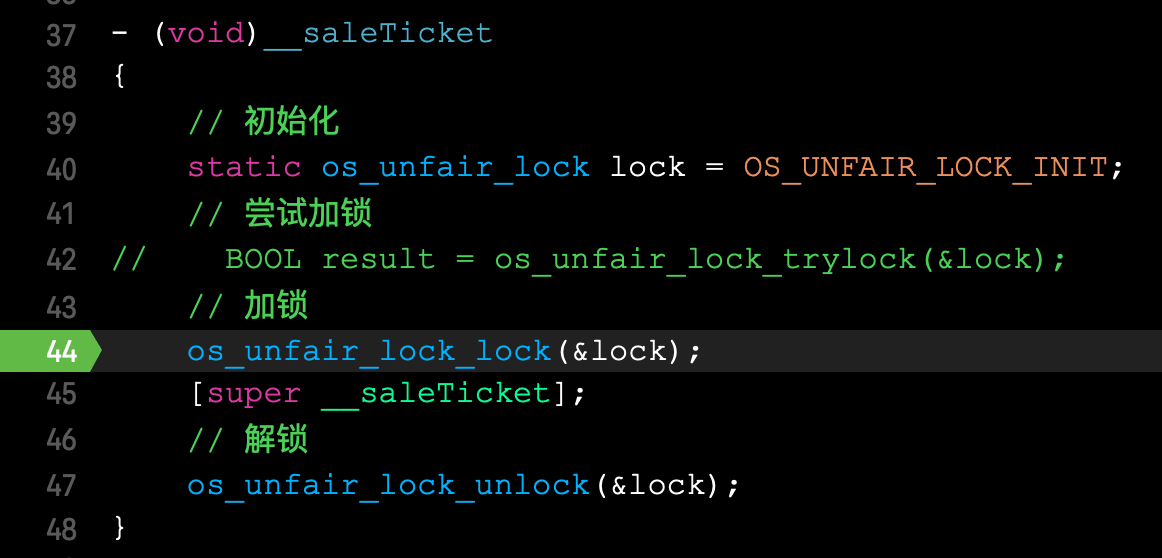 37 - (void)__saleTicket
38 {
39 // 初始化
40 static os_unfair_lock lock = OS_UNFAIR_LOCK_INIT;
41 // 尝试加锁
42 // BOOL result = os_unfair_lock_trylock(&lock);
43 // 加锁
44 os_unfair_lock_lock(&lock);
45 [super __saleTicket];
46 // 解锁
47 os_unfair_lock_unlock(&lock);
48 }